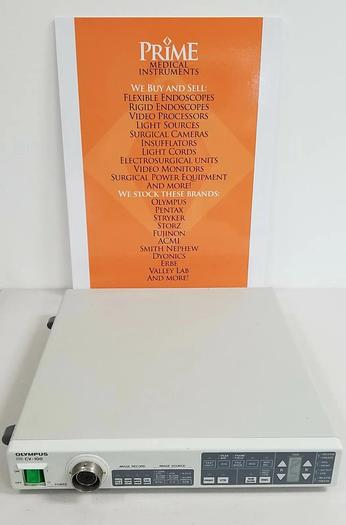 PRIME
MEDICAL
INSTRUMENTS
WE BUY AND SELL:
FLEXIBLE ENDOSCOPES
RIGID ENDOSCOPES
VIDEO PROCESSORS
LIGHT SOURCES
SURGICAL CAMERAS
INSUFFLATORS
LIGHT CORDS
ELECTROSURGICAL UNITS
VIDEO MONITORS
SURGICAL POWER EQUIPMENT
AND MORE!
WE STOCK THESE BRANDS:
OLYMPUS
PENTAX
STRYKER
STORZ
FUJINON
ACMI
SMITH NEPHEW
DYONICS
ERBE
VALLEY LAB
AND MORE!
OLYMPUS
CV-100
POWER
IMAGE RECORD
IMAGE SOURCE